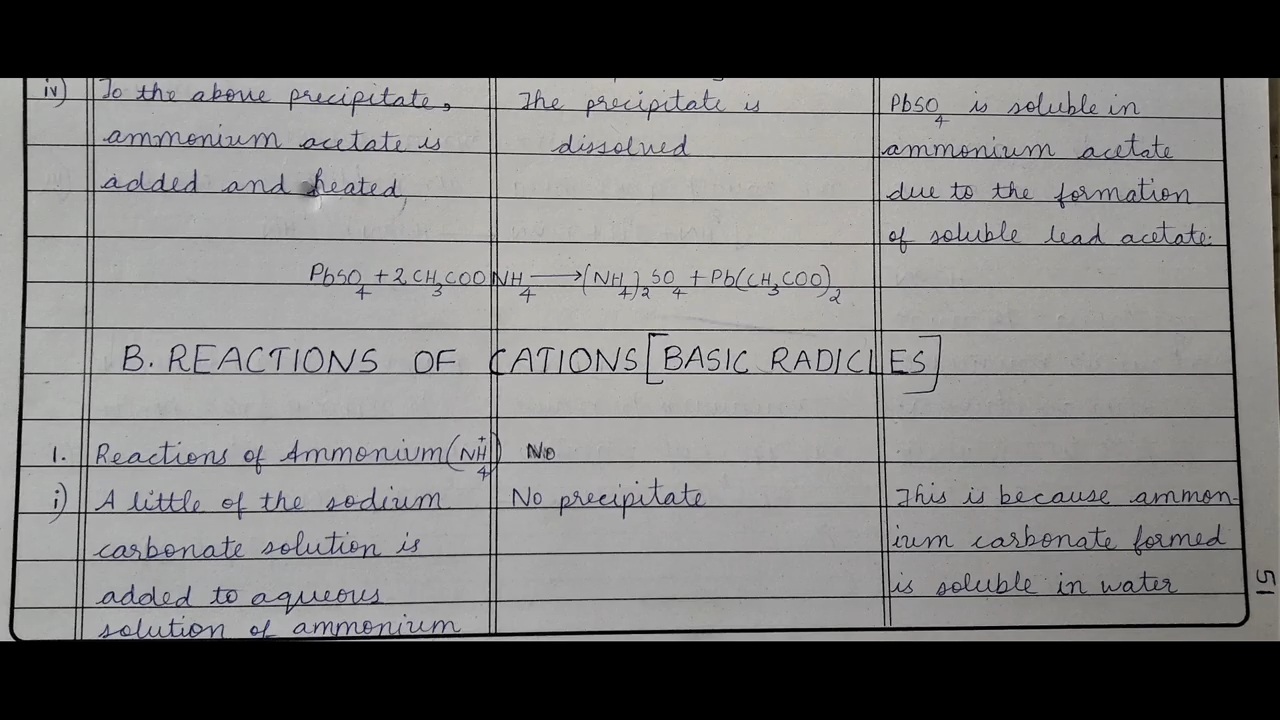 iv) To the above precipitate,
ammonium acetate is
added and heated,
The precipitate is
dissolved
PbSO4 is soluble in
ammonium acetate
due to the formation
of soluble lead acetate.
PbSO4 + 2CH3COONH4 ⟶ (NH4)2SO4 + Pb(CH3COO)2
B. REACTIONS OF CATIONS [BASIC RADICLES]
1. Reactions of Ammonium (NH4+) No
i) A little of the sodium
carbonate solution is
added to aqueous
solution of ammonium
No precipitate
This is because ammon-
ium carbonate formed
is soluble in water
51